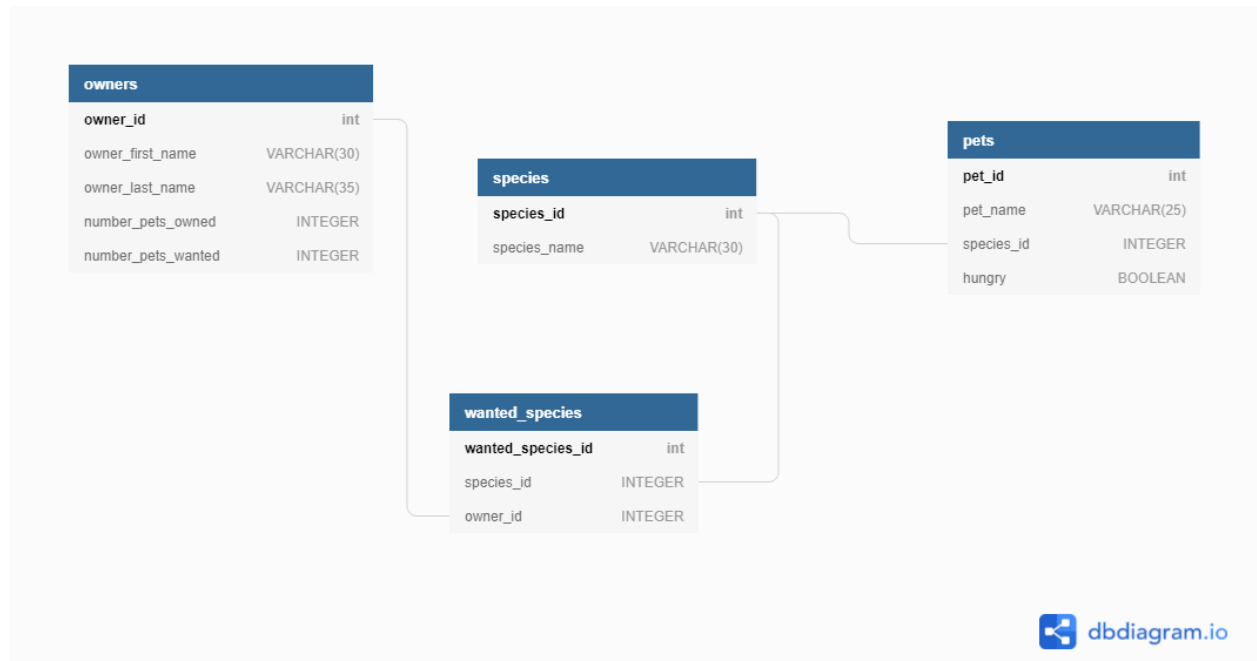 owners
owner_id int
owner_first_name VARCHAR(30)
owner_last_name VARCHAR(35)
number_pets_owned INTEGER
number_pets_wanted INTEGER
species
species_id int
species_name VARCHAR(30)
pets
pet_id int
pet_name VARCHAR(25)
species_id INTEGER
hungry BOOLEAN
wanted_species
wanted_species_id int
species_id INTEGER
owner_id INTEGER
dbdiagram.io